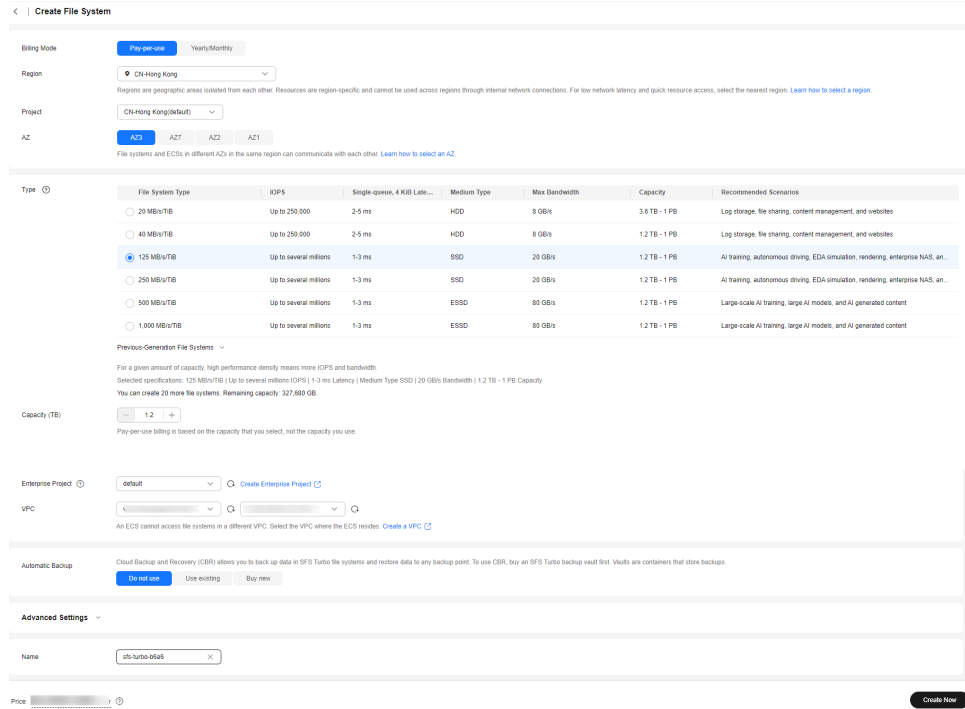 Create File System
Billing Mode Pay-per-use Yearly/Monthly
Region CN-Hong Kong
Regions are geographic areas isolated from each other. Resources are region-specific and cannot be used across regions through internal network connections. For low network latency and quick resource access, select the nearest region. Learn how to select a region.
Project CN-Hong Kong(default)
AZ AZ3 AZ7 AZ2 AZ1
File systems and ECSs in different AZs in the same region can communicate with each other. Learn how to select an AZ.
Type
File System Type IOPS Single-queue, 4 KiB Late... Medium Type Max Bandwidth Capacity Recommended Scenarios
20 MB/s/TiB Up to 250,000 2-5 ms HDD 8 GB/s 3.6 TB - 1 PB Log storage, file sharing, content management, and websites
40 MB/s/TiB Up to 250,000 2-5 ms HDD 8 GB/s 1.2 TB - 1 PB Log storage, file sharing, content management, and websites
125 MB/s/TiB Up to several millions 1-3 ms SSD 20 GB/s 1.2 TB - 1 PB AI training, autonomous driving, EDA simulation, rendering, enterprise NAS, an...
250 MB/s/TiB Up to several millions 1-3 ms SSD 20 GB/s 1.2 TB - 1 PB AI training, autonomous driving, EDA simulation, rendering, enterprise NAS, an...
500 MB/s/TiB Up to several millions 1-3 ms ESSD 80 GB/s 1.2 TB - 1 PB Large-scale AI training, large AI models, and AI generated content
1,000 MB/s/TiB Up to several millions 1-3 ms ESSD 80 GB/s 1.2 TB - 1 PB Large-scale AI training, large AI models, and AI generated content
Previous-Generation File Systems
For a given amount of capacity, high performance density means more IOPS and bandwidth.
Selected specifications: 125 MB/s/TiB | Up to several millions IOPS | 1-3 ms Latency | Medium Type SSD | 20 GB/s Bandwidth | 1.2 TB - 1 PB Capacity
You can create 20 more file systems. Remaining capacity: 327,680 GB.
Capacity (TB) 1.2
Pay-per-use billing is based on the capacity that you select, not the capacity you use.
Enterprise Project default Create Enterprise Project
VPC
An ECS cannot access file systems in a different VPC. Select the VPC where the ECS resides. Create a VPC
Automatic Backup Cloud Backup and Recovery (CBR) allows you to back up data in SFS Turbo file systems and restore data to any backup point. To use CBR, buy an SFS Turbo backup vault first. Vaults are containers that store backups.
Do not use Use existing Buy new
Advanced Settings
Name sfs-turbo-b6a6
Price:
Create Now